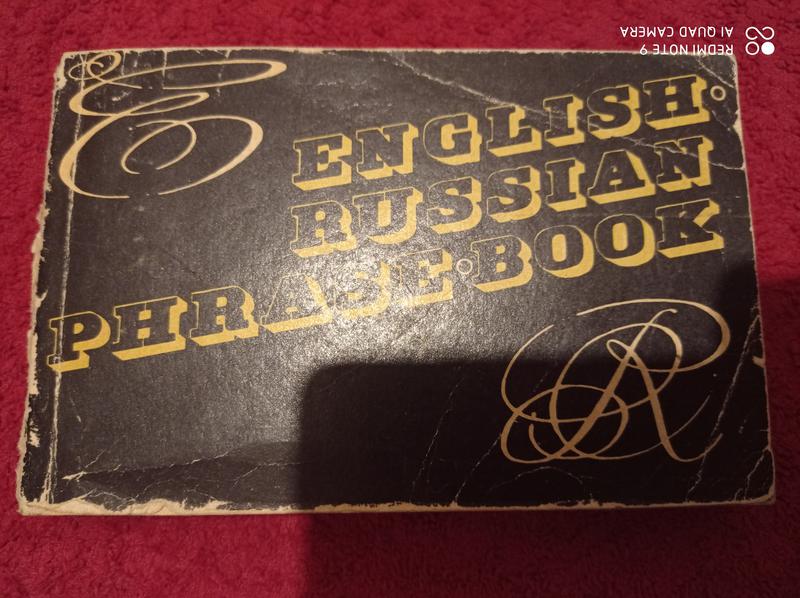 E
ENGLISH
RUSSIAN
PHRASE•BOOK
R
REDMI NOTE 9
AI QUAD CAMERA